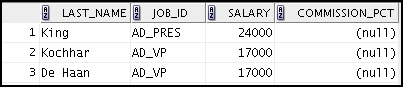 LAST_NAME JOB_ID SALARY COMMISSION_PCT
1 King AD_PRES 24000 (null)
2 Kochhar AD_VP 17000 (null)
3 De Haan AD_VP 17000 (null)